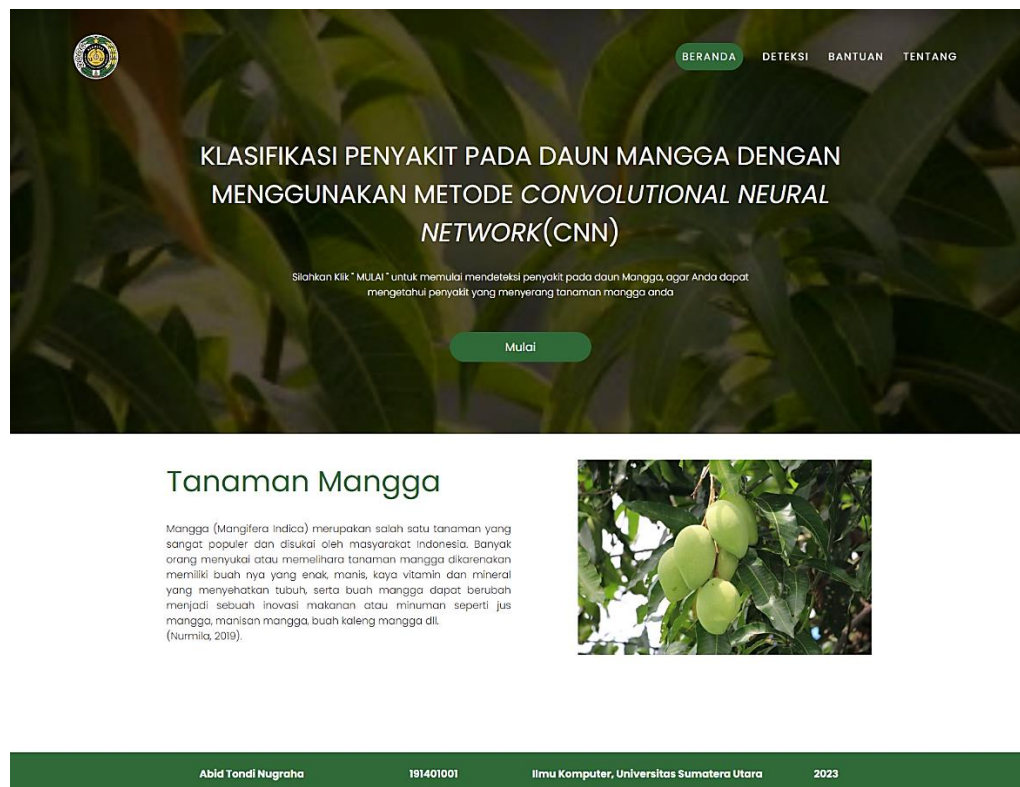 BERANDA DETEKSI BANTUAN TENTANG
KLASIFIKASI PENYAKIT PADA DAUN MANGGA DENGAN
MENGGUNAKAN METODE CONVOLUTIONAL NEURAL
NETWORK(CNN)
Silahkan Klik " MULAI " untuk memulai mendeteksi penyakit pada daun Mangga, agar Anda dapat
mengetahui penyakit yang menyerang tanaman mangga anda
Mulai
Tanaman Mangga
Mangga (Mangifera Indica) merupakan salah satu tanaman yang
sangat populer dan disukai oleh masyarakat Indonesia. Banyak
orang menyukai atau memelihara tanaman mangga dikarenakan
memiliki buah nya yang enak, manis, kaya vitamin dan mineral
yang menyehatkan tubuh, serta buah mangga dapat berubah
menjadi sebuah inovasi makanan atau minuman seperti jus
mangga, manisan mangga, buah kaleng mangga dll.
(Nurmila, 2019).
Abid Tondi Nugraha 191401001 Ilmu Komputer, Universitas Sumatera Utara 2023